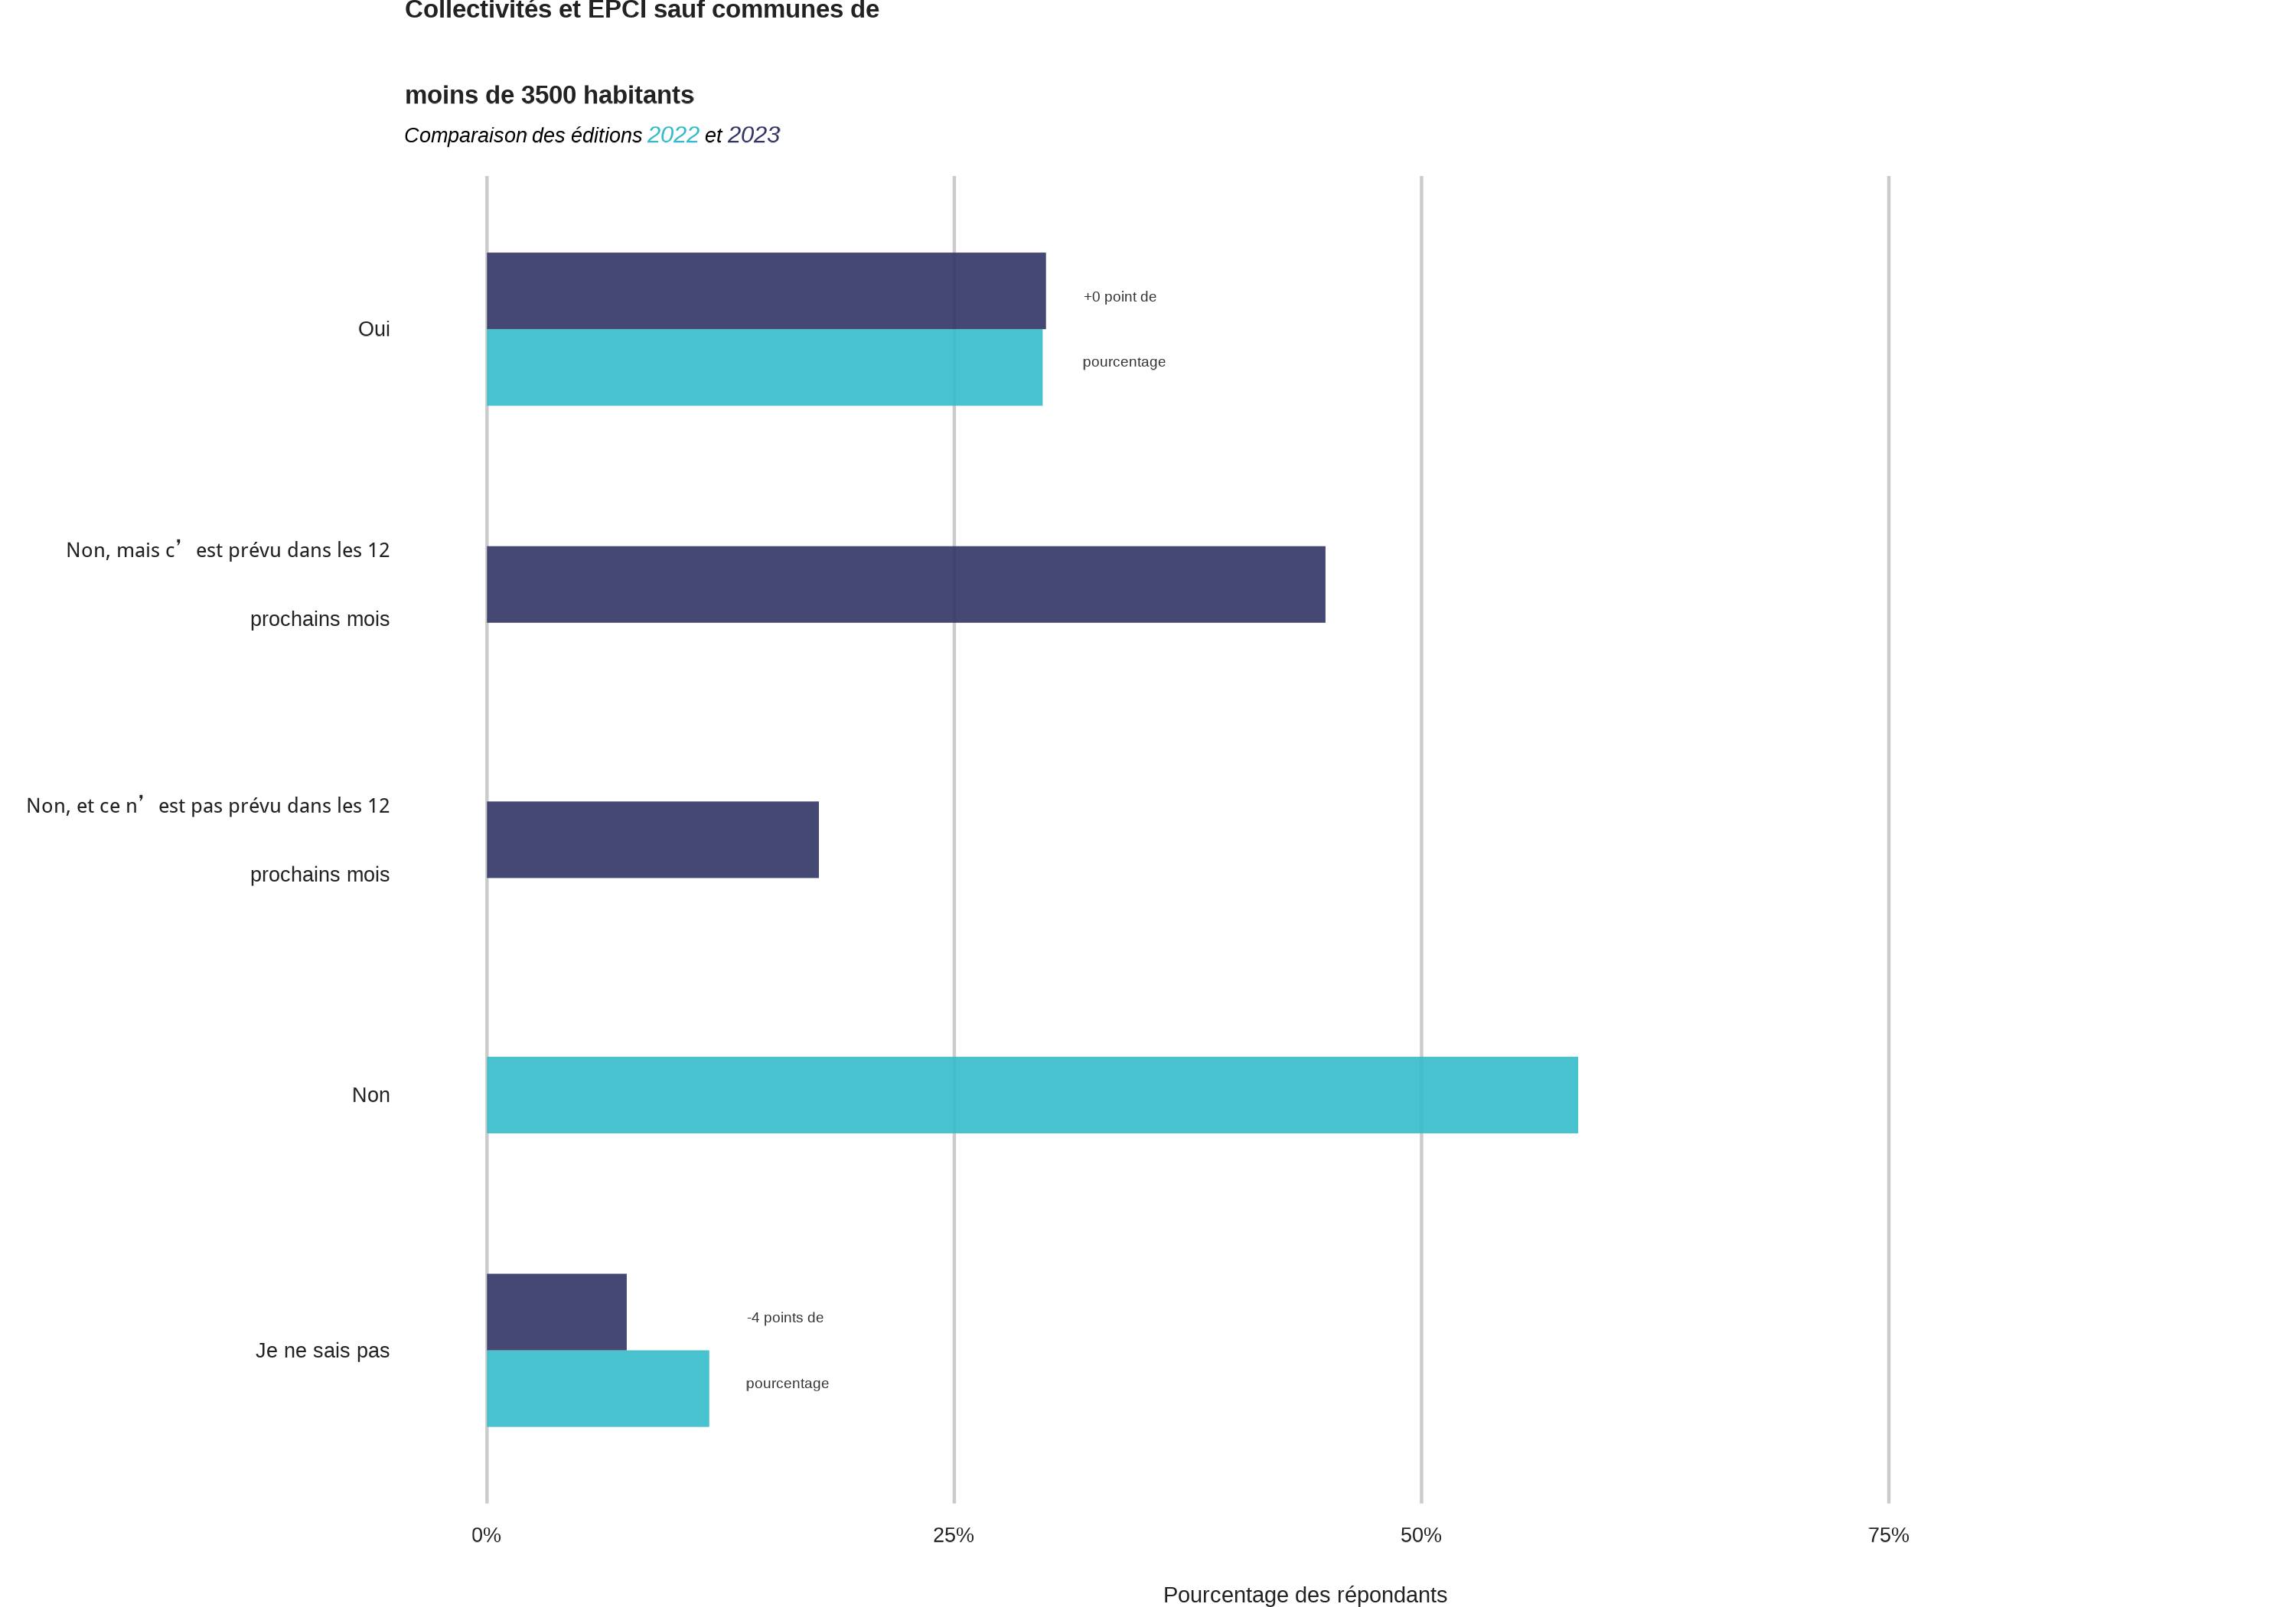 Collectivités et EPCI sauf communes de
moins de 3500 habitants
Comparaison des éditions 2022 et 2023
Oui
+0 point de
pourcentage
Non, mais c’est prévu dans les 12
prochains mois
Non, et ce n’est pas prévu dans les 12
prochains mois
Non
Je ne sais pas
-4 points de
pourcentage
0% 25% 50% 75%
Pourcentage des répondants